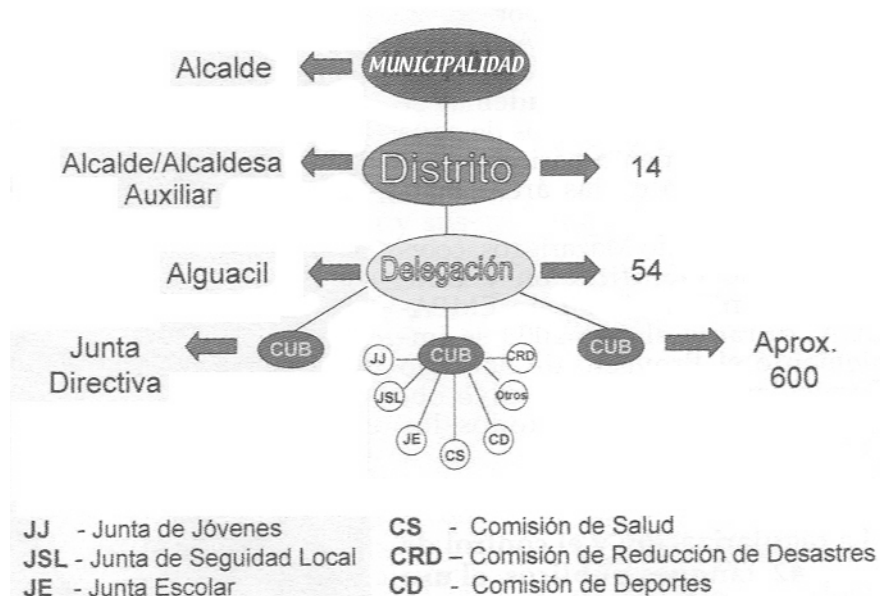 Alcalde
MUNICIPALIDAD
Alcalde/Alcaldesa
Auxiliar
Distrito
14
Alguacil
Delegación
54
Junta
Directiva
CUB
CUB
CUB
Aprox.
600
JJ
CRD
JSL
Otros
JE
CS
CD
JJ - Junta de Jóvenes
JSL - Junta de Seguidad Local
JE - Junta Escolar
CS - Comisión de Salud
CRD – Comisión de Reducción de Desastres
CD - Comisión de Deportes